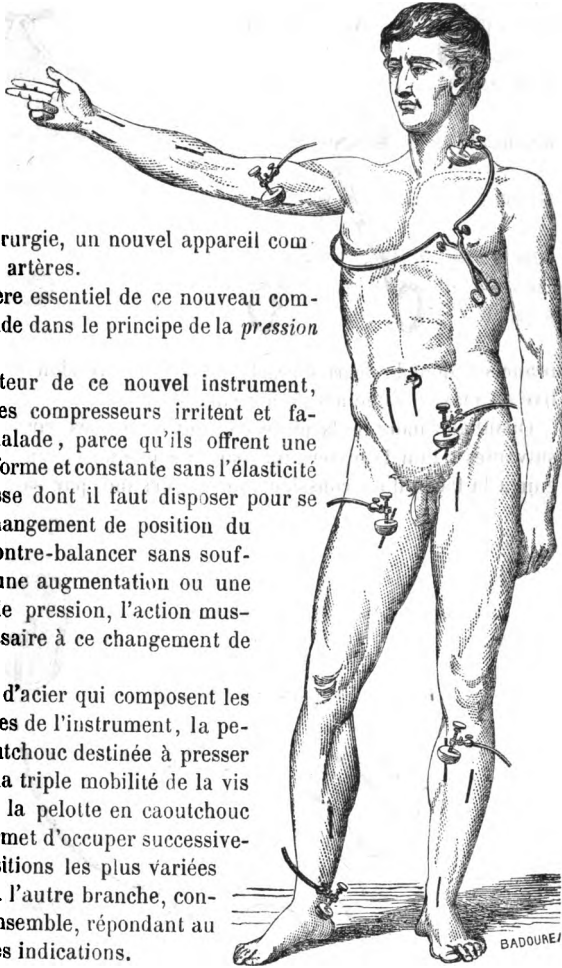 rurgie, un nouvel appareil com
artères.
ère essentiel de ce nouveau com-
de dans le principe de la pression
teur de ce nouvel instrument,
es compresseurs irritent et fa-
alade, parce qu'ils offrent une
forme et constante sans l'élasticité
sse dont il faut disposer pour se
angement de position du
ontre-balancer sans souf-
une augmentation ou une
e pression, l'action mus-
saire à ce changement de
d'acier qui composent les
es de l'instrument, la pe-
utchouc destinée à presser
a triple mobilité de la vis
la pelotte en caoutchouc
met d'occuper successive-
sitions les plus variées
l'autre branche, con-
nsemble, répondant au
es indications.